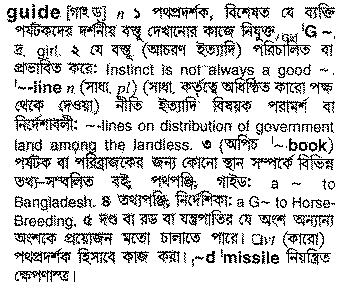 guide [গাইড্] n ১ পথপ্রদর্শক, বিশেষত যে ব্যক্তি
পর্যটকদের দর্শনীয় বস্তু দেখানোর কাজে নিযুক্ত, গা 'G ~,
দ্র. girl. ২ যে বস্তু (আচরণ ইত্যাদি) পরিচালিত বা
প্রভাবিত করে: Instinct is not always a good ~.
'~-line n (সাধা. pl) (সাধা. কর্তৃত্বে অধিষ্ঠিত কারো পক্ষ
থেকে দেওয়া) নীতি ইত্যাদি বিষয়ক পরামর্শ বা
নির্দেশাবলী: ~-lines on distribution of government
land among the landless. ৩ (অপিচ '~-book)
পর্যটক বা পরিব্রাজকের জন্য কোনো স্থান সম্পর্কে বিভিন্ন
তথ্য-সম্বলিত বই, পথপঞ্জি, গাইড: a ~ to
Bangladesh. ৪ তথ্যপঞ্জি, নির্দেশিকা: a G~ to Horse-
Breeding. ৫ দণ্ড বা রড বা যন্ত্রপাতির যে অংশ অন্যান্য
অংশকে প্রয়োজন মতো চালাতে পারে। □vt (কারো)
পথপ্রদর্শক হিসাবে কাজ করা। ,~d 'missile নিয়ন্ত্রিত
ক্ষেপণাস্ত্র।